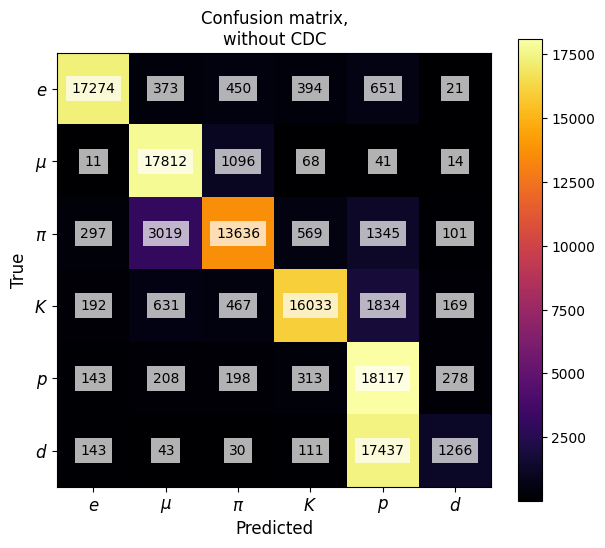 Confusion matrix,
without CDC
e 17274 373 450 394 651 21
μ 11 17812 1096 68 41 14
π 297 3019 13636 569 1345 101
K 192 631 467 16033 1834 169
p 143 208 198 313 18117 278
d 143 43 30 111 17437 1266
e μ π K p d
True
Predicted
17500
15000
12500
10000
7500
5000
2500